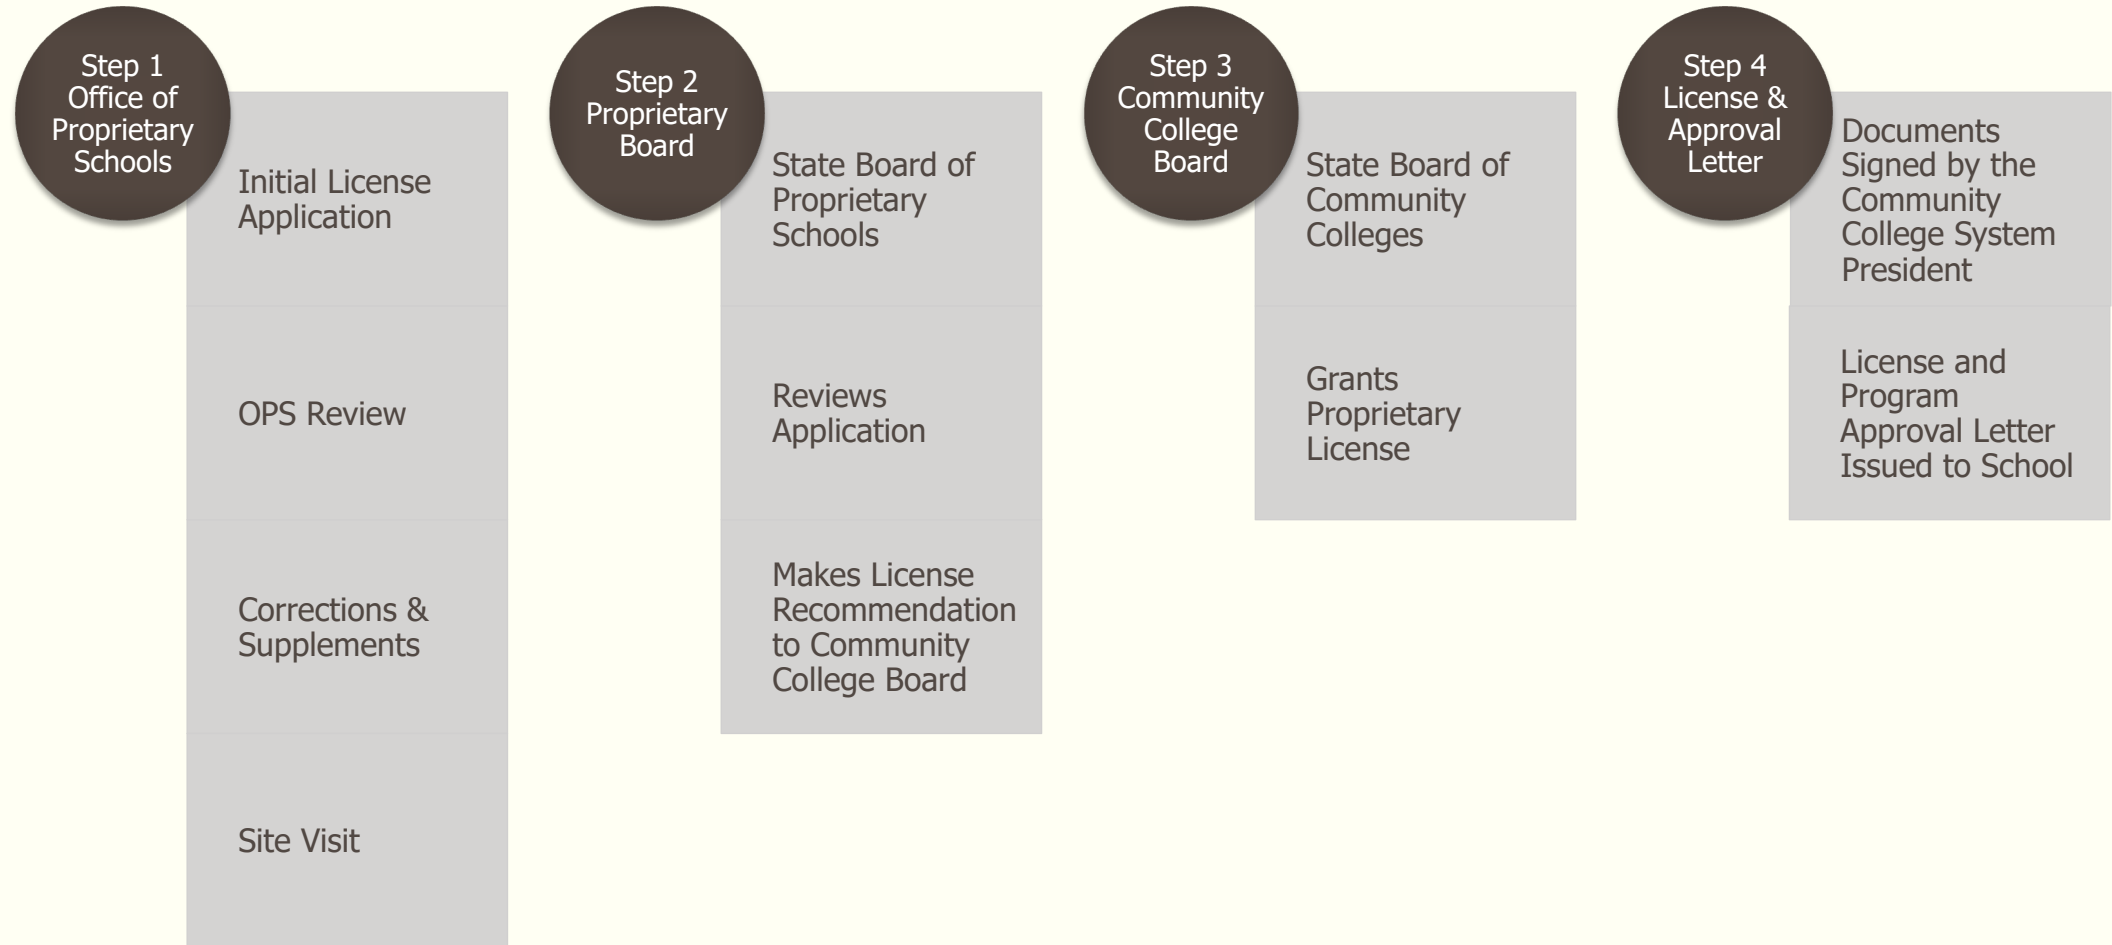 Step 1
Office of
Proprietary
Schools
Initial License
Application
OPS Review
Corrections &
Supplements
Site Visit
Step 2
Proprietary
Board
State Board of
Proprietary
Schools
Reviews
Application
Makes License
Recommendation
to Community
College Board
Step 3
Community
College
Board
State Board of
Community
Colleges
Grants
Proprietary
License
Step 4
License &
Approval
Letter
Documents
Signed by the
Community
College System
President
License and
Program
Approval Letter
Issued to School